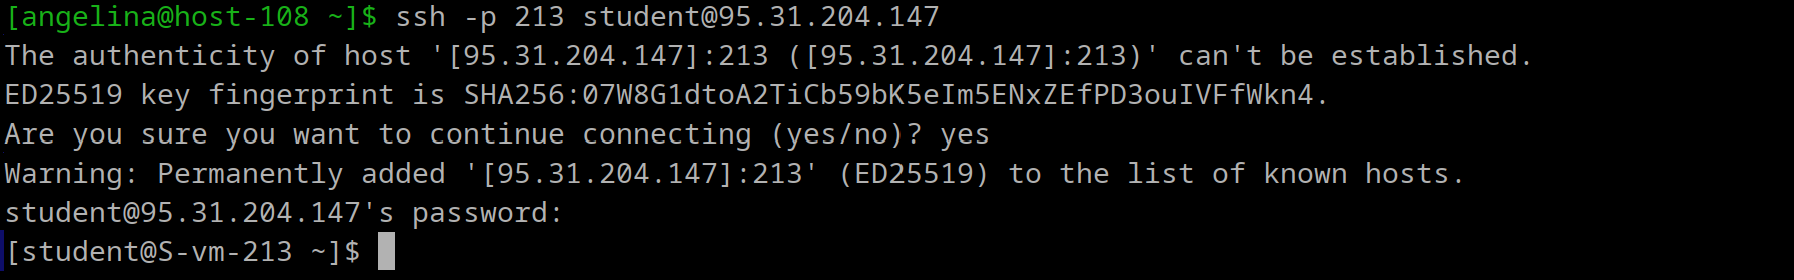 [angelina@host-108 ~]$ ssh -p 213 student@95.31.204.147
The authenticity of host '[95.31.204.147]:213 ([95.31.204.147]:213)' can't be established.
ED25519 key fingerprint is SHA256:07W8G1dtoA2TiCb59bK5eIm5ENxZEfPD3ouIVFfWkn4.
Are you sure you want to continue connecting (yes/no)? yes
Warning: Permanently added '[95.31.204.147]:213' (ED25519) to the list of known hosts.
student@95.31.204.147's password:
[student@S-vm-213 ~]$